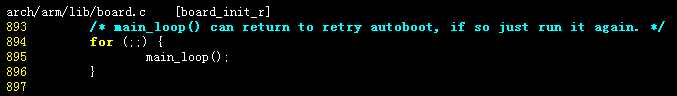 arch/arm/lib/board.c    [board_init_r]
893        /* main_loop() can return to retry autoboot, if so just run it again. */
894        for (;;) {
895                main_loop();
896        }
897